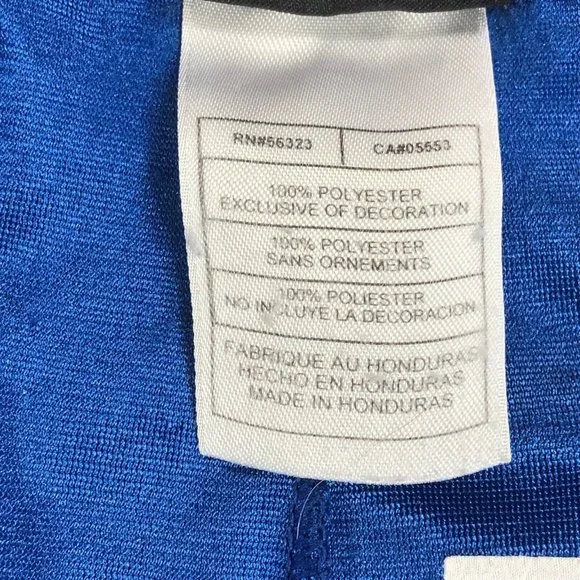 RN#56323 CA#05553
100% POLYESTER
EXCLUSIVE OF DECORATION
100% POLYESTER
SANS ORNEMENTS
100% POLIESTER
NO INCLUYE LA DECORACION
FABRIQUE AU HONDURAS
HECHO EN HONDURAS
MADE IN HONDURAS